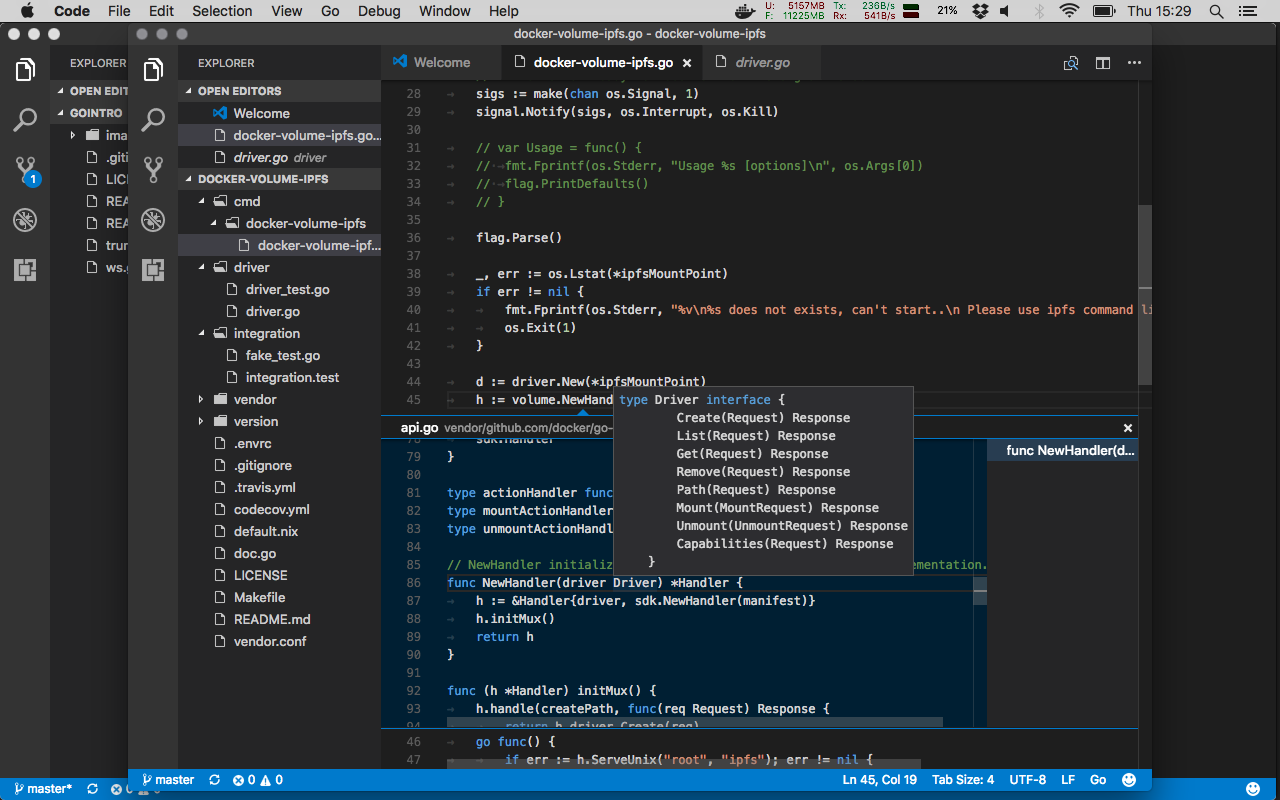 Code File Edit Selection View Go Debug Window Help
U: 5157MB Tx: 236B/s
F: 11225MB Rx: 541B/s
21% Thu 15:29
docker-volume-ipfs.go - docker-volume-ipfs
EXPLORER
OPEN EDIT
GOINTRO
ima
.giti
LICE
REA
REA
trun
ws.g
1
master*
EXPLORER
OPEN EDITORS
Welcome
docker-volume-ipfs.go...
driver.go driver
DOCKER-VOLUME-IPFS
cmd
docker-volume-ipfs
docker-volume-ipf...
driver
driver_test.go
driver.go
integration
fake_test.go
integration.test
vendor
version
.envrc
.gitignore
.travis.yml
codecov.yml
default.nix
doc.go
LICENSE
Makefile
README.md
vendor.conf
Welcome docker-volume-ipfs.go × driver.go
28 sigs := make(chan os.Signal, 1)
29 signal.Notify(sigs, os.Interrupt, os.Kill)
30
31 // var Usage = func() {
32 // →fmt.Fprintf(os.Stderr, "Usage %s [options]\n", os.Args[0])
33 // →flag.PrintDefaults()
34 // }
35
36 flag.Parse()
37
38 _, err := os.Lstat(*ipfsMountPoint)
39 if err != nil {
40 fmt.Fprintf(os.Stderr, "%v\n%s does not exists, can't start..\n Please use ipfs command li
41 os.Exit(1)
42 }
43
44 d := driver.New(*ipfsMountPoint)
45 h := volume.NewHand
type Driver interface {
Create(Request) Response
List(Request) Response
Get(Request) Response
Remove(Request) Response
Path(Request) Response
Mount(MountRequest) Response
Unmount(UnmountRequest) Response
Capabilities(Request) Response
}
api.go vendor/github.com/docker/go-
func NewHandler(d...
78 sdk.Handler
79 }
80
81 type actionHandler func
82 type mountActionHandler
83 type unmountActionHandl
84
85 // NewHandler initializ ementation.
86 func NewHandler(driver Driver) *Handler {
87 h := &Handler{driver, sdk.NewHandler(manifest)}
88 h.initMux()
89 return h
90 }
91
92 func (h *Handler) initMux() {
93 h.handle(createPath, func(req Request) Response {
94 return h.driver.Create(req)
46 go func() {
47 if err := h.ServeUnix("root", "ipfs"); err != nil {
master 0 0 Ln 45, Col 19 Tab Size: 4 UTF-8 LF Go